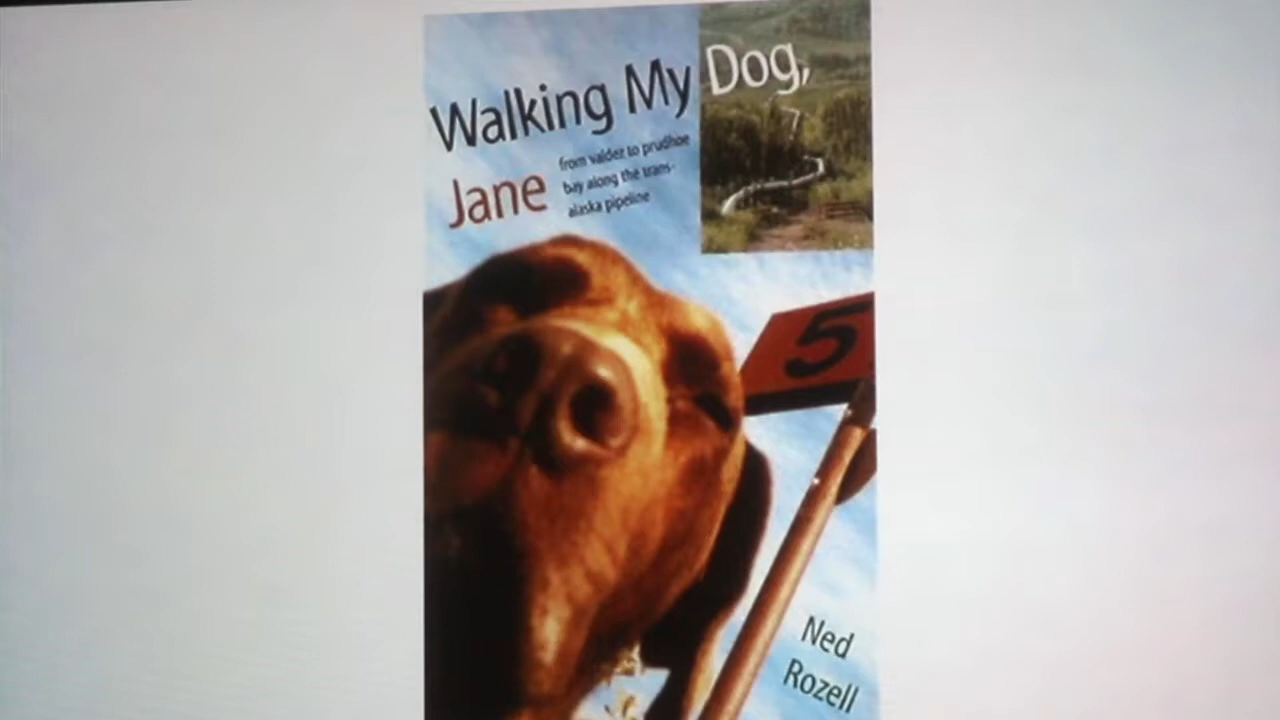 Walking My Dog,
Jane
from valdez to prudhoe
bay along the trans-
alaska pipeline
5
Ned
Rozell